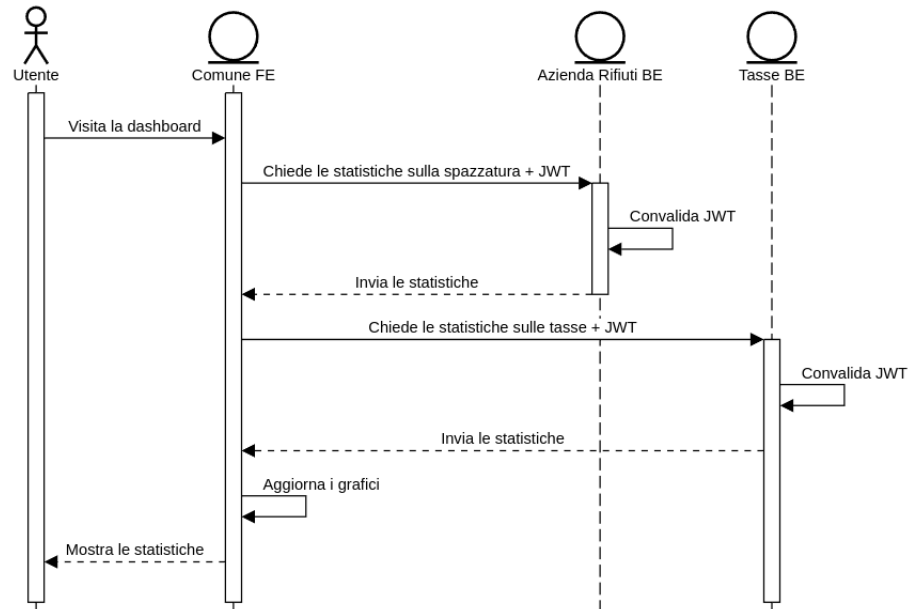 Utente
Comune FE
Azienda Rifiuti BE
Tasse BE
Visita la dashboard
Chiede le statistiche sulla spazzatura + JWT
Convalida JWT
Invia le statistiche
Chiede le statistiche sulle tasse + JWT
Convalida JWT
Invia le statistiche
Aggiorna i grafici
Mostra le statistiche